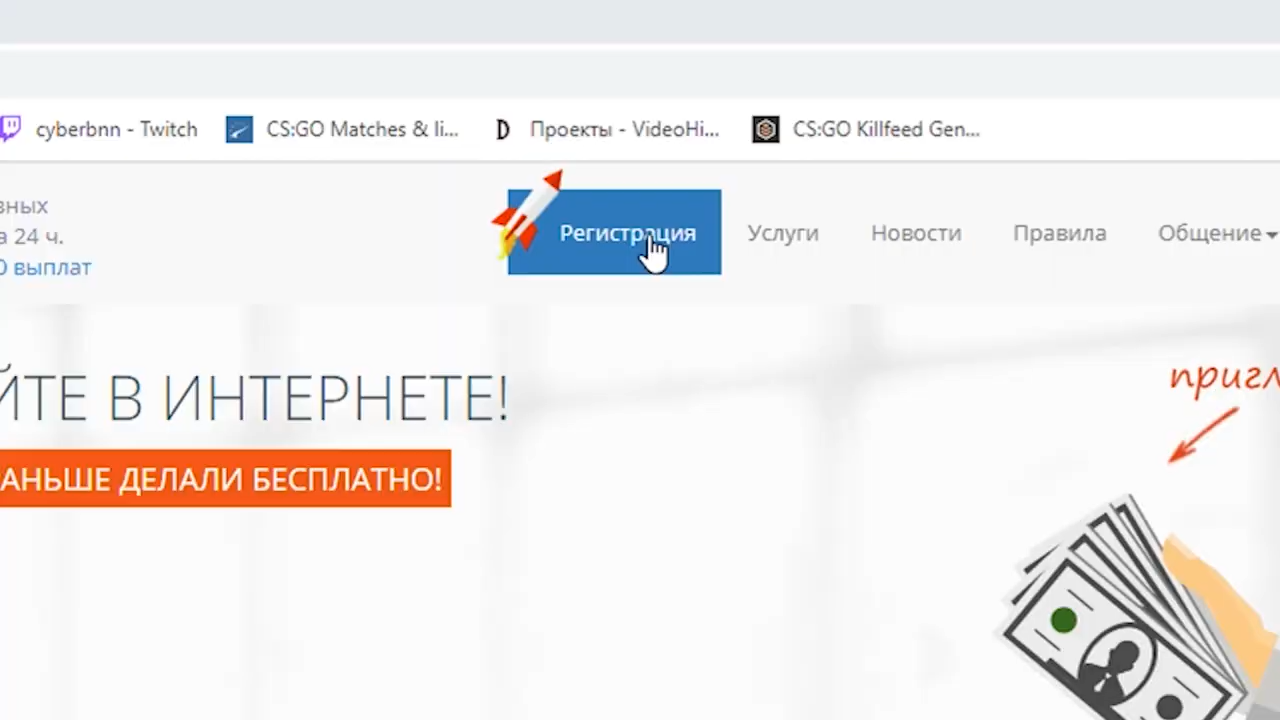 cyberbnn - Twitch
CS:GO Matches & li...
Проекты - VideoHi...
CS:GO Killfeed Gen...
вных
а 24 ч.
0 выплат
Регистрация
Услуги
Новости
Правила
Общение
ЙТЕ В ИНТЕРНЕТЕ!
АНЬШЕ ДЕЛАЛИ БЕСПЛАТНО!
пригл